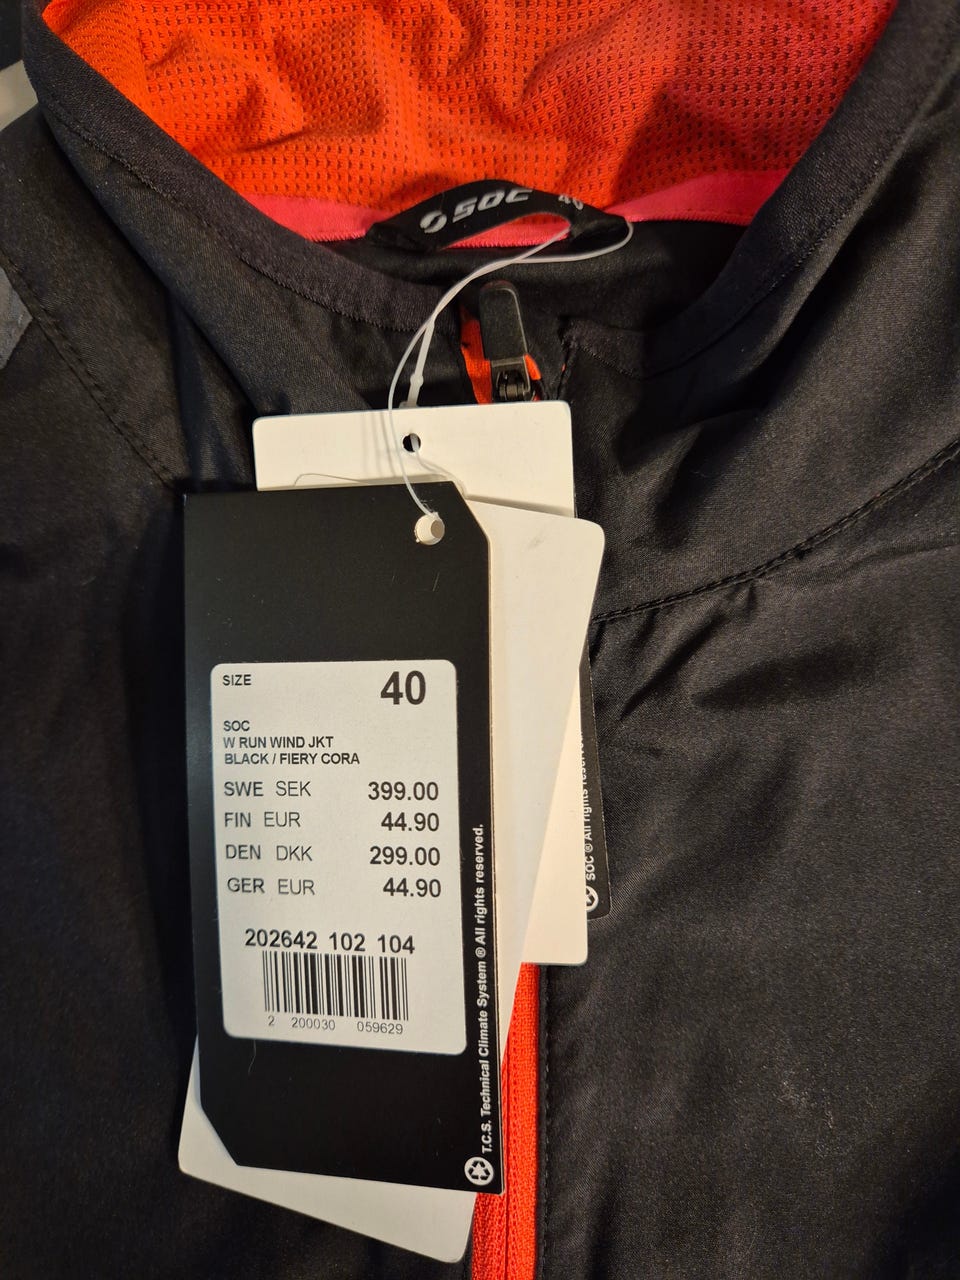 SOC 40
SIZE 40
SOC
W RUN WIND JKT
BLACK / FIERY CORA
SWE SEK 399.00
FIN EUR 44.90
DEN DKK 299.00
GER EUR 44.90
202642 102 104
2 200030 059629
T.C.S. Technical Climate System ® All rights reserved.
SOC ® All rights reserved.